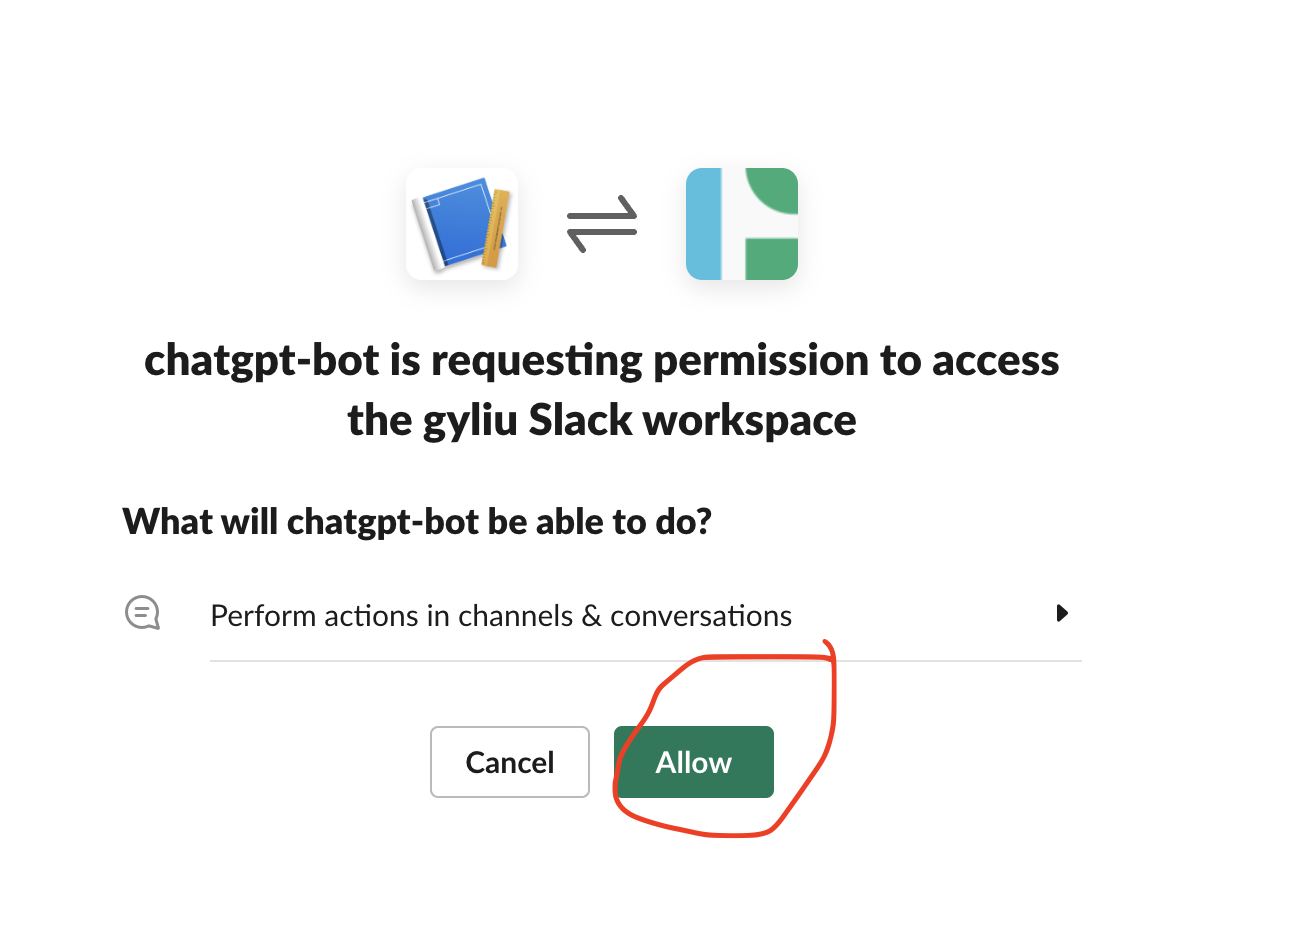 chatgpt-bot is requesting permission to access
the gyliu Slack workspace
What will chatgpt-bot be able to do?
Perform actions in channels & conversations
Cancel
Allow